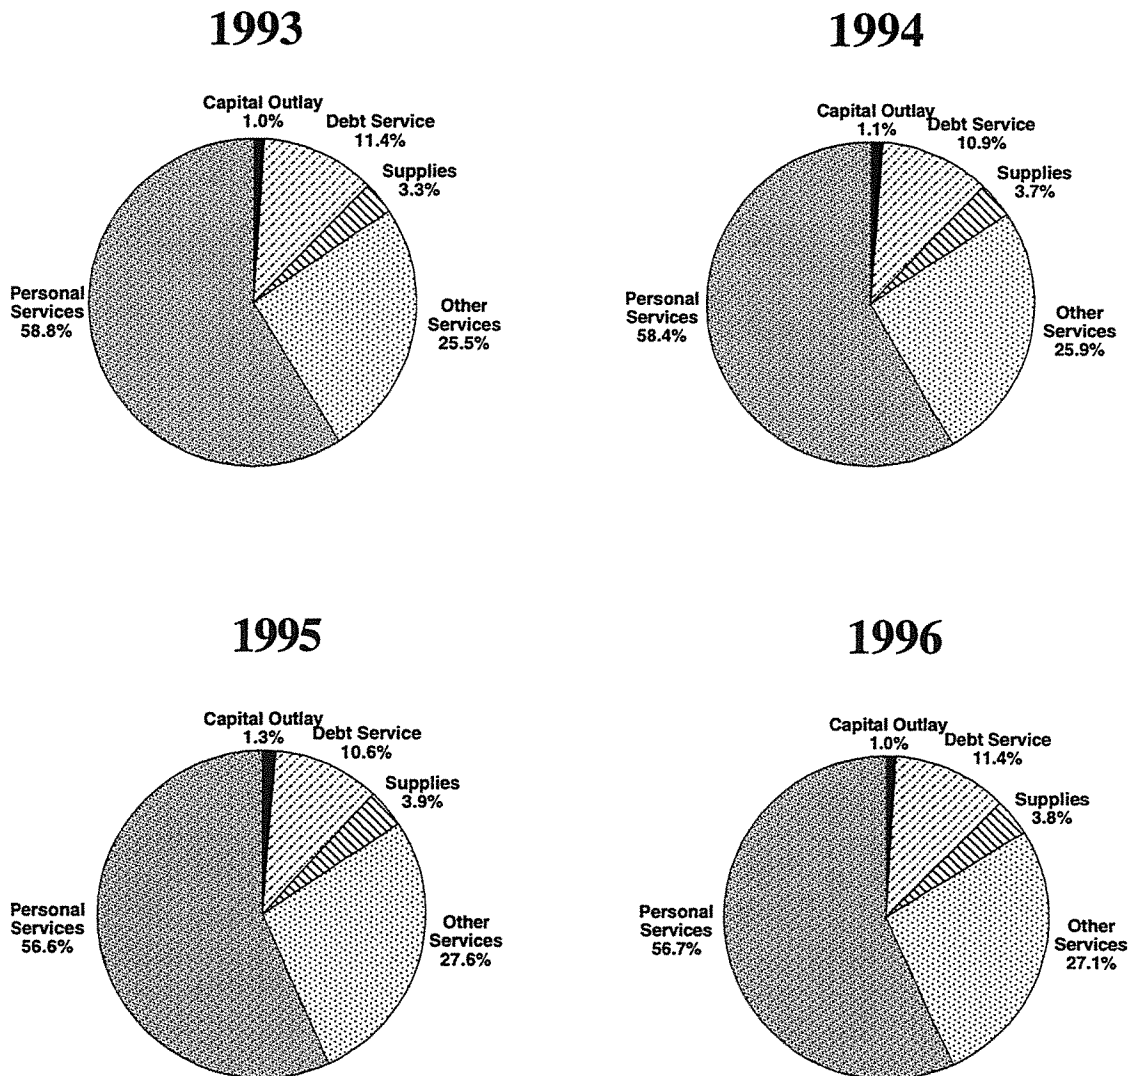 1993
Capital Outlay
1.0%
Debt Service
11.4%
Supplies
3.3%
Personal
Services
58.8%
Other
Services
25.5%
1994
Capital Outlay
1.1%
Debt Service
10.9%
Supplies
3.7%
Personal
Services
58.4%
Other
Services
25.9%
1995
Capital Outlay
1.3%
Debt Service
10.6%
Supplies
3.9%
Personal
Services
56.6%
Other
Services
27.6%
1996
Capital Outlay
1.0%
Debt Service
11.4%
Supplies
3.8%
Personal
Services
56.7%
Other
Services
27.1%